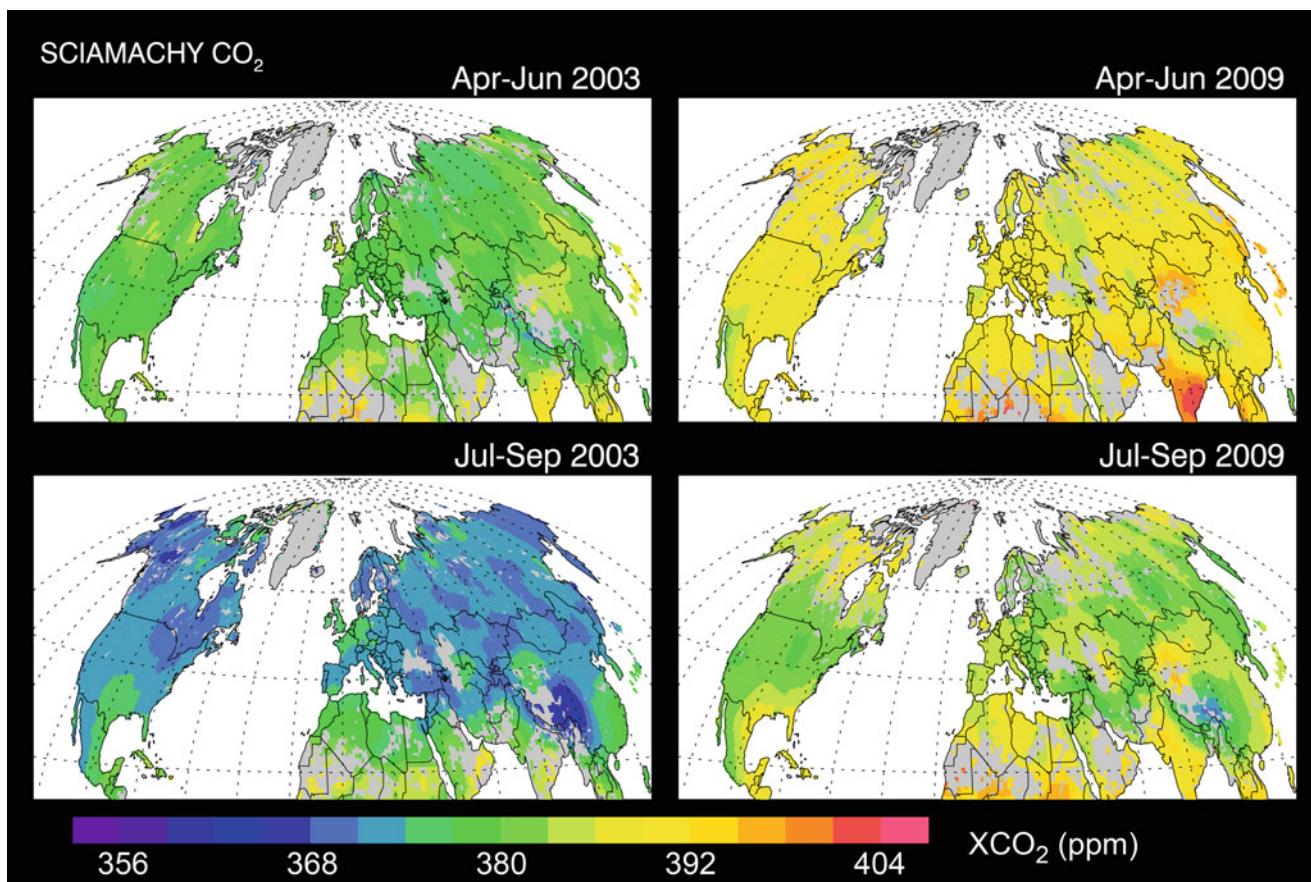 SCIAMACHY CO₂
Apr-Jun 2003
Apr-Jun 2009
Jul-Sep 2003
Jul-Sep 2009
356 368 380 392 404 XCO₂ (ppm)